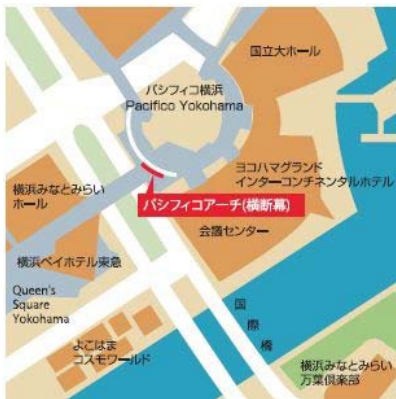 国立大ホール
パシフィコ横浜
Pacifico Yokohama
ヨコハマグランド
インターコンチネンタルホテル
横浜みなとみらい
ホール
パシフィコアーチ(横断幕)
会議センター
横浜ベイホテル東急
Queen's
Square
Yokohama
国際橋
よこはま
コスモワールド
横浜みなとみらい
万葉倶楽部